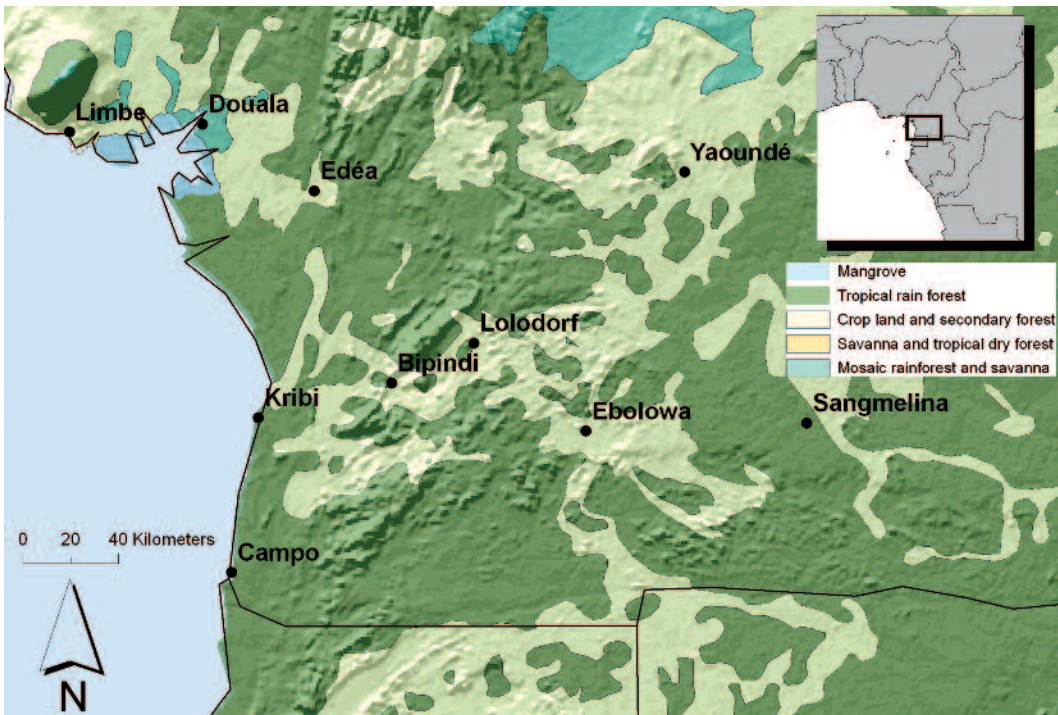 Limbe
Douala
Edéa
Yaoundé
Mangrove
Tropical rain forest
Crop land and secondary forest
Savanna and tropical dry forest
Mosaic rainforest and savanna
Lolodorf
Bipindi
Kribi
Ebolowa
Sangmelina
0 20 40 Kilometers
Campo
N